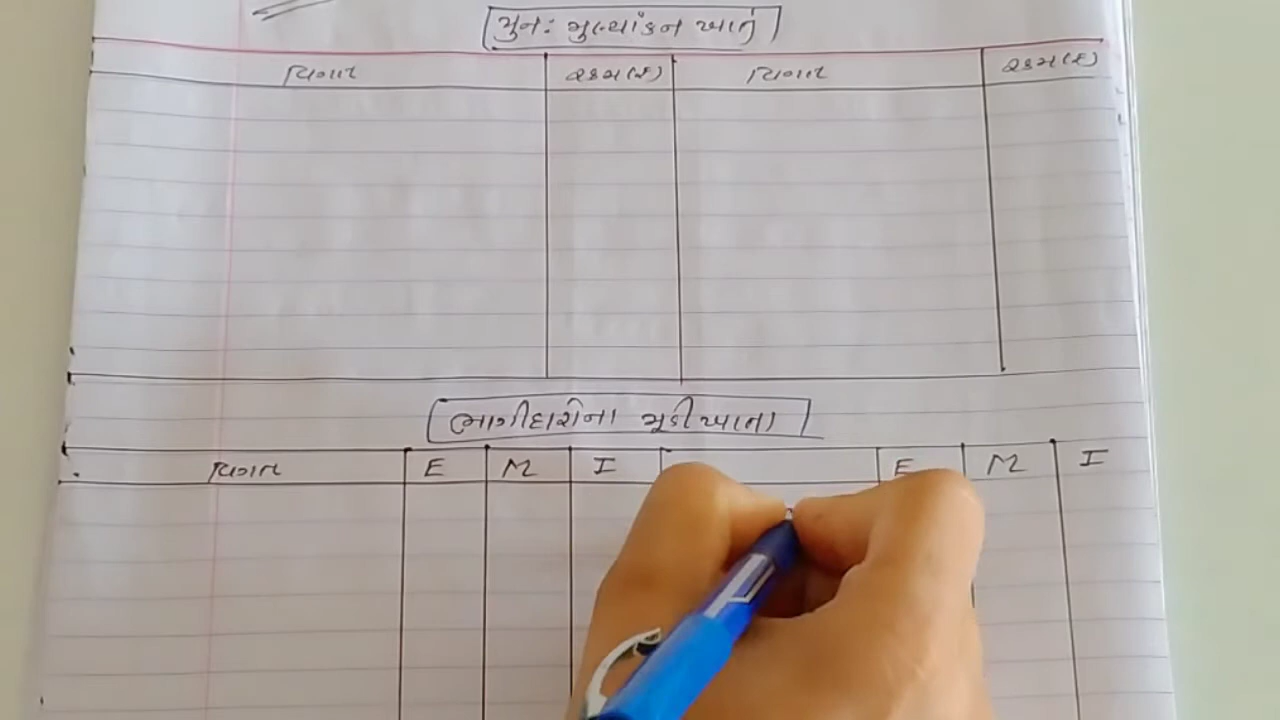 પુન: મુલ્યાંકન ખાતું
વિગત રકમ(₹) વિગત રકમ(₹)
ભાગીદારોના મૂડીખાતા
વિગત E M I E M I